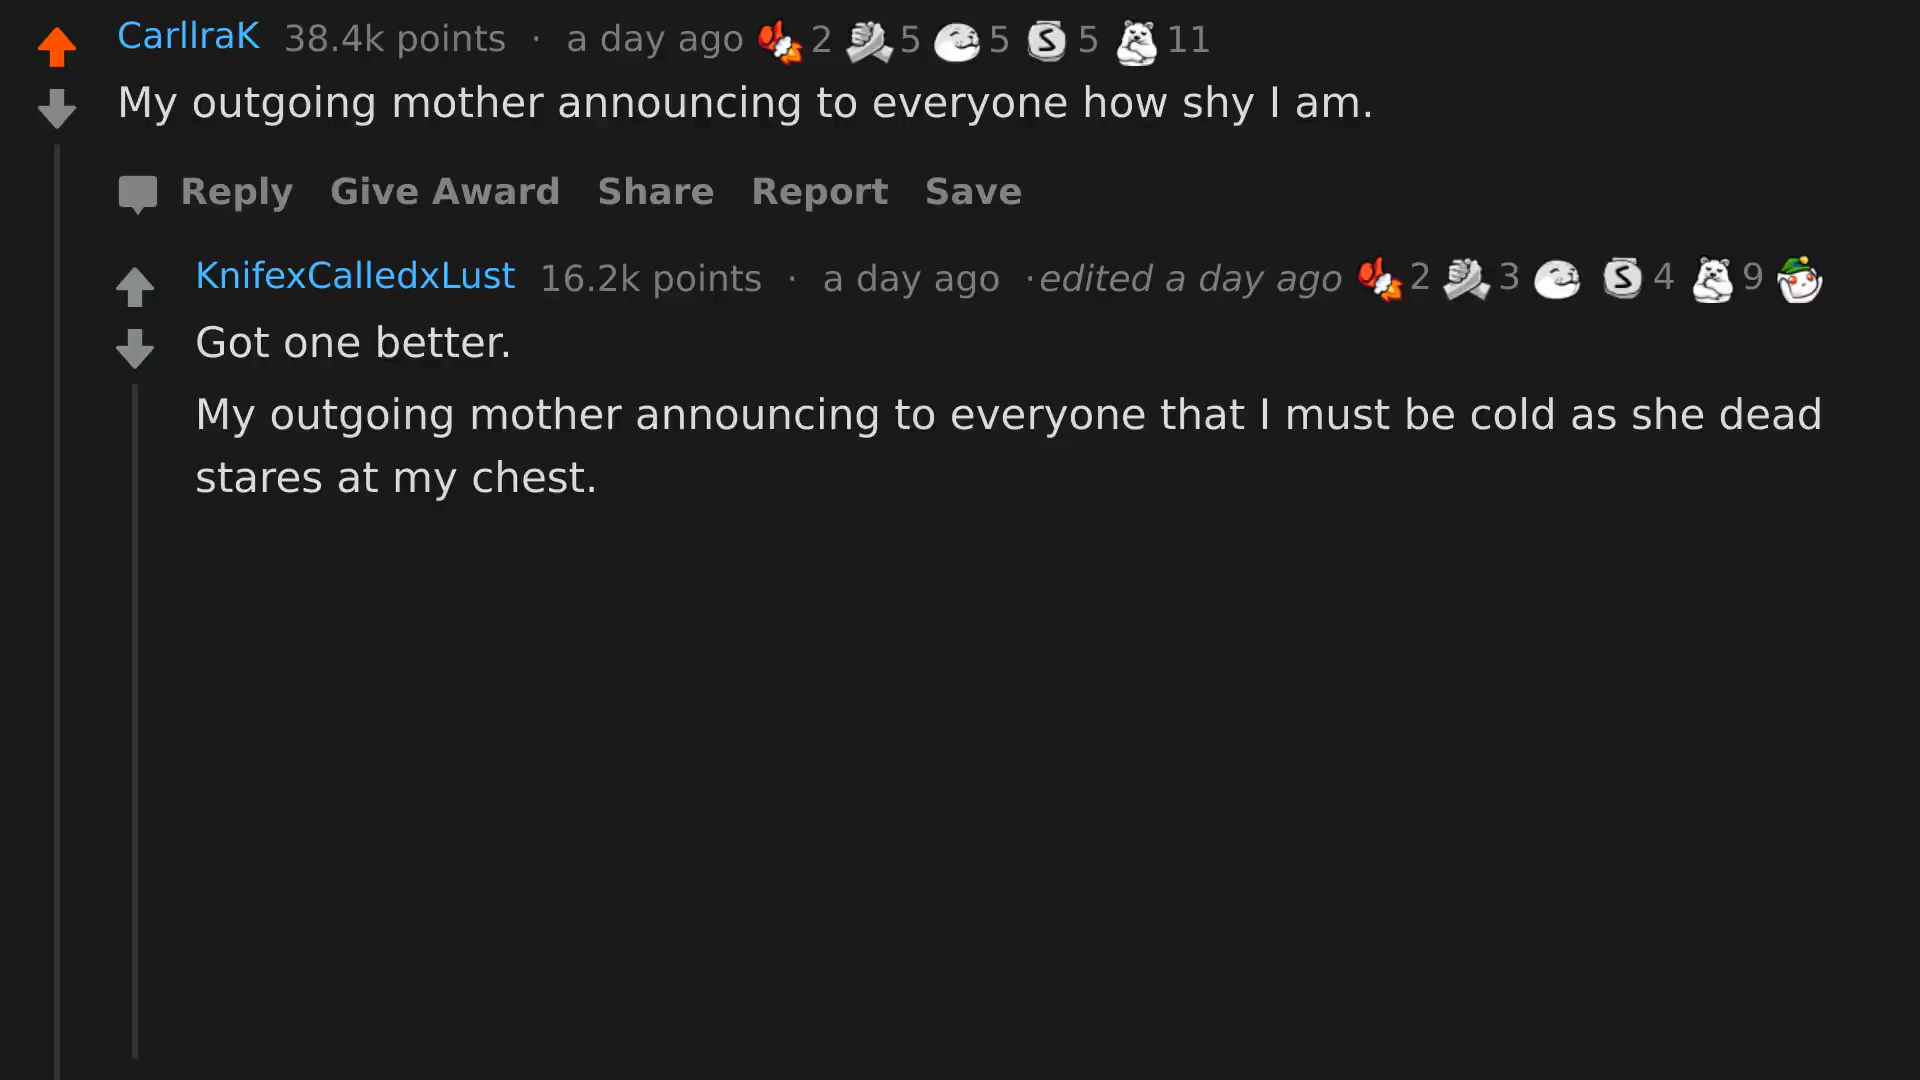 CarllraK 38.4k points · a day ago 2 5 5 5 11
My outgoing mother announcing to everyone how shy I am.
Reply Give Award Share Report Save
KnifexCalledxLust 16.2k points · a day ago ·edited a day ago 2 3 S 4 9
Got one better.
My outgoing mother announcing to everyone that I must be cold as she dead
stares at my chest.